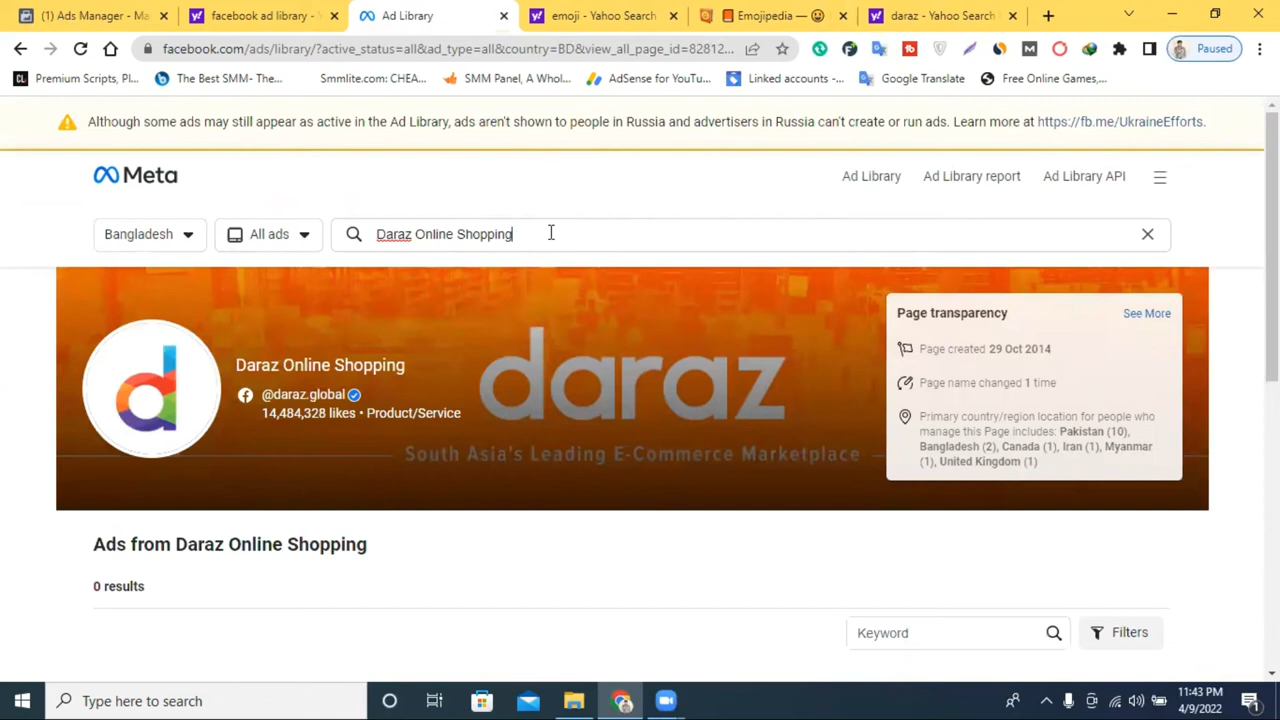 (1) Ads Manager - Ma
facebook ad library -
Ad Library
emoji - Yahoo Search
Emojipedia — 😃
daraz - Yahoo Search
facebook.com/ads/library/?active_status=all&ad_type=all&country=BD&view_all_page_id=82812...
Paused
Premium Scripts, Pl...
The Best SMM- The...
Smmlite.com: CHEA...
SMM Panel, A Whol...
AdSense for YouTu...
Linked accounts -...
Google Translate
Free Online Games,...
Although some ads may still appear as active in the Ad Library, ads aren't shown to people in Russia and advertisers in Russia can't create or run ads. Learn more at https://fb.me/UkraineEfforts.
Meta
Ad Library
Ad Library report
Ad Library API
Bangladesh
All ads
Daraz Online Shopping
daraz
South Asia's Leading E-Commerce Marketplace
Daraz Online Shopping
@daraz.global
14,484,328 likes • Product/Service
Page transparency
See More
Page created 29 Oct 2014
Page name changed 1 time
Primary country/region location for people who
manage this Page includes: Pakistan (10),
Bangladesh (2), Canada (1), Iran (1), Myanmar
(1), United Kingdom (1)
Ads from Daraz Online Shopping
0 results
Keyword
Filters
Type here to search
11:43 PM
4/9/2022